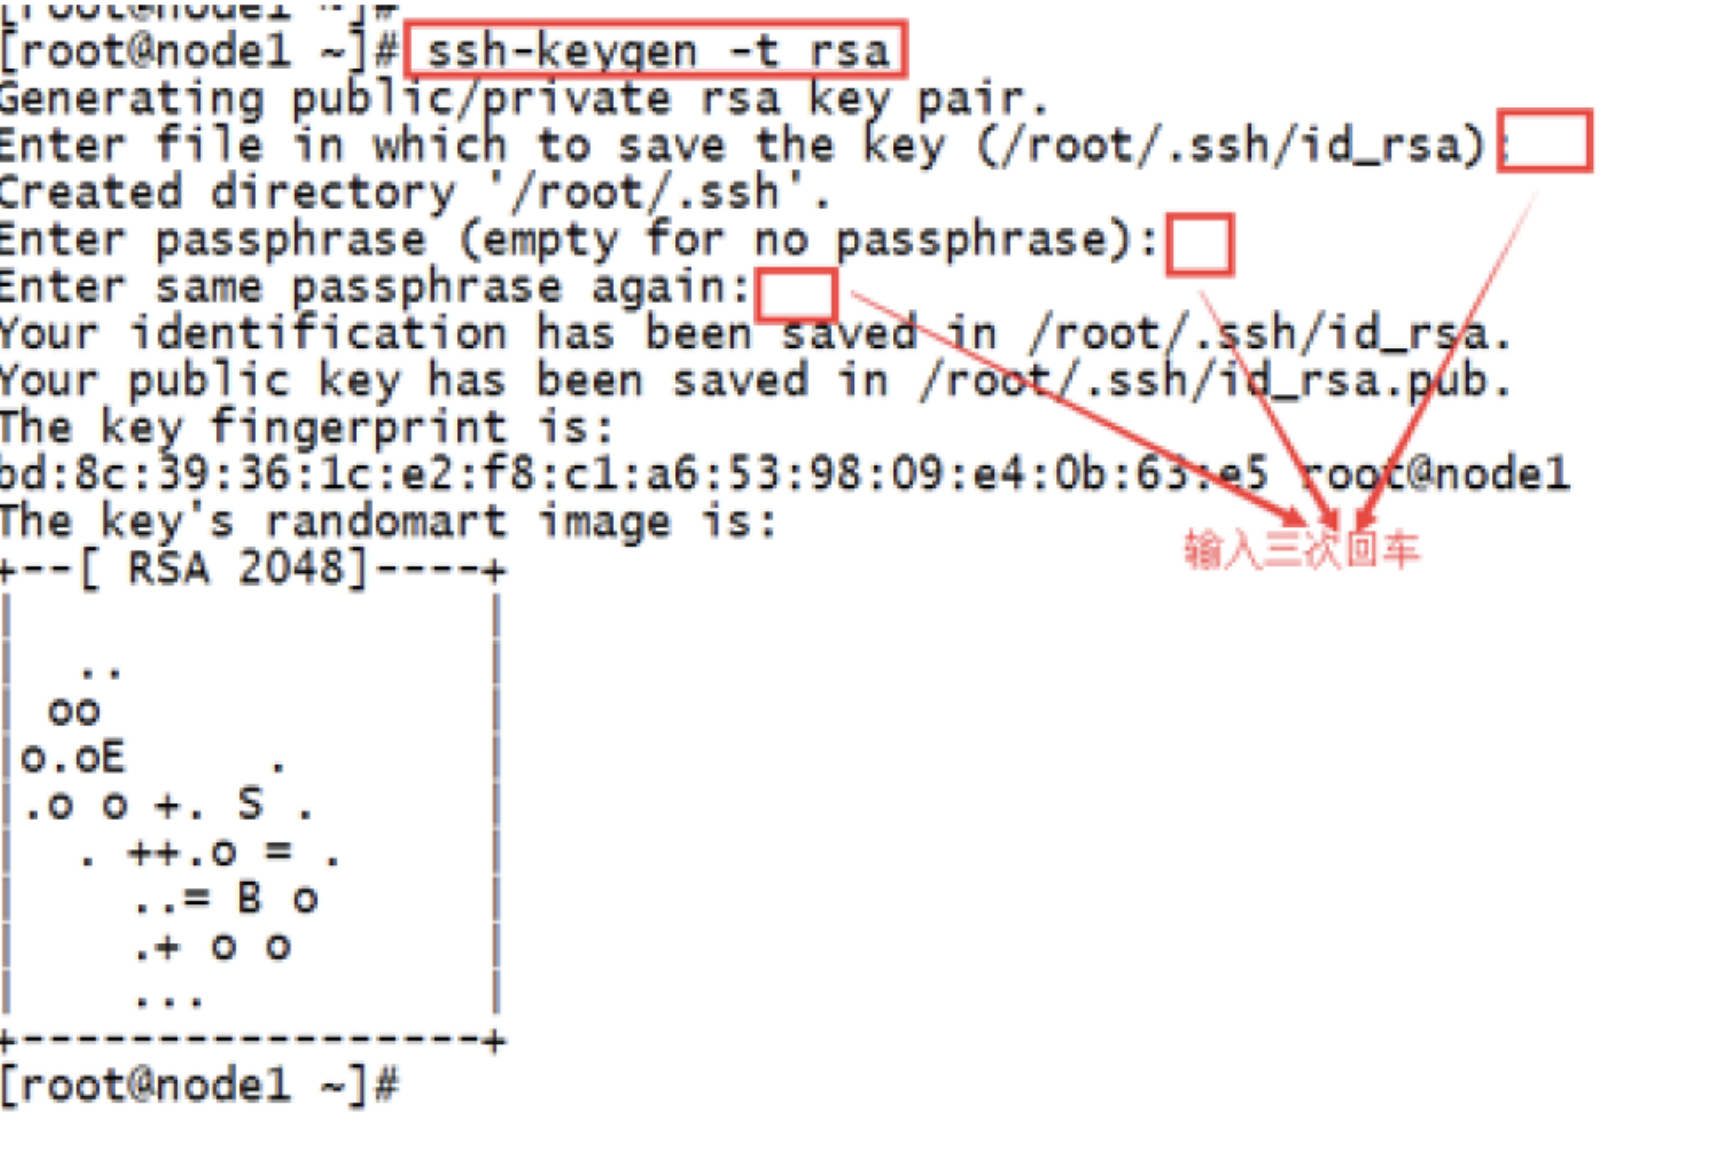 [root@node1 ~]#
[root@node1 ~]# ssh-keygen -t rsa
Generating public/private rsa key pair.
Enter file in which to save the key (/root/.ssh/id_rsa):
Created directory '/root/.ssh'.
Enter passphrase (empty for no passphrase):
Enter same passphrase again:
Your identification has been saved in /root/.ssh/id_rsa.
Your public key has been saved in /root/.ssh/id_rsa.pub.
The key fingerprint is:
bd:8c:39:36:1c:e2:f8:c1:a6:53:98:09:e4:0b:63:e5 root@node1
The key's randomart image is:
输入三次回车
+--[ RSA 2048]----+
|                 |
|  ..             |
| oo              |
|o.oE     .       |
|.o o +. S .      |
|  . ++.o = .     |
|    ..= B o      |
|    .+ o o       |
|    ...          |
+-----------------+
[root@node1 ~]#